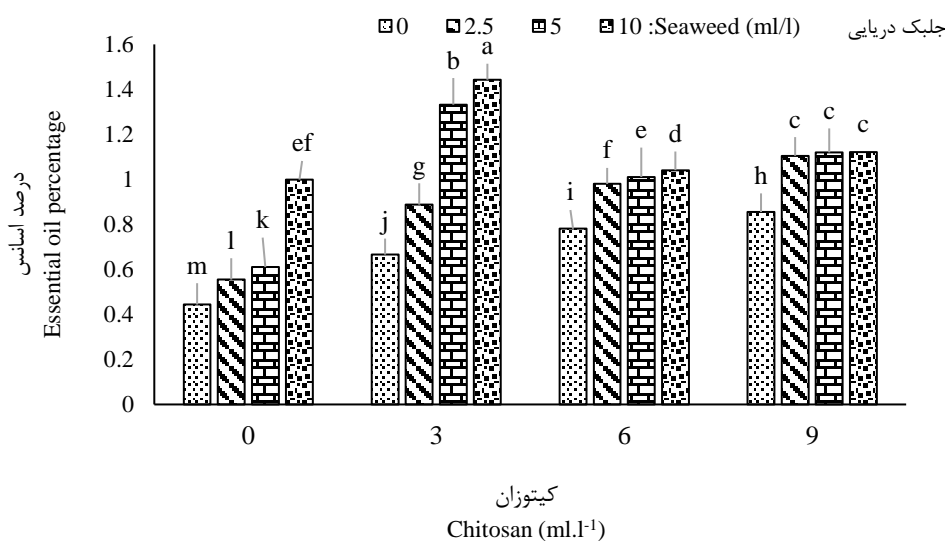 0 2.5 5 10 :Seaweed (ml/l) جلبک دریایی
1.6
1.4
1.2
1
0.8
0.6
0.4
0.2
0
درصد اسانسی
Essential oil percentage
m l k ef
j g b a
i f e d
h c c c
0 3 6 9
کیتوزان
Chitosan (ml.l⁻¹)